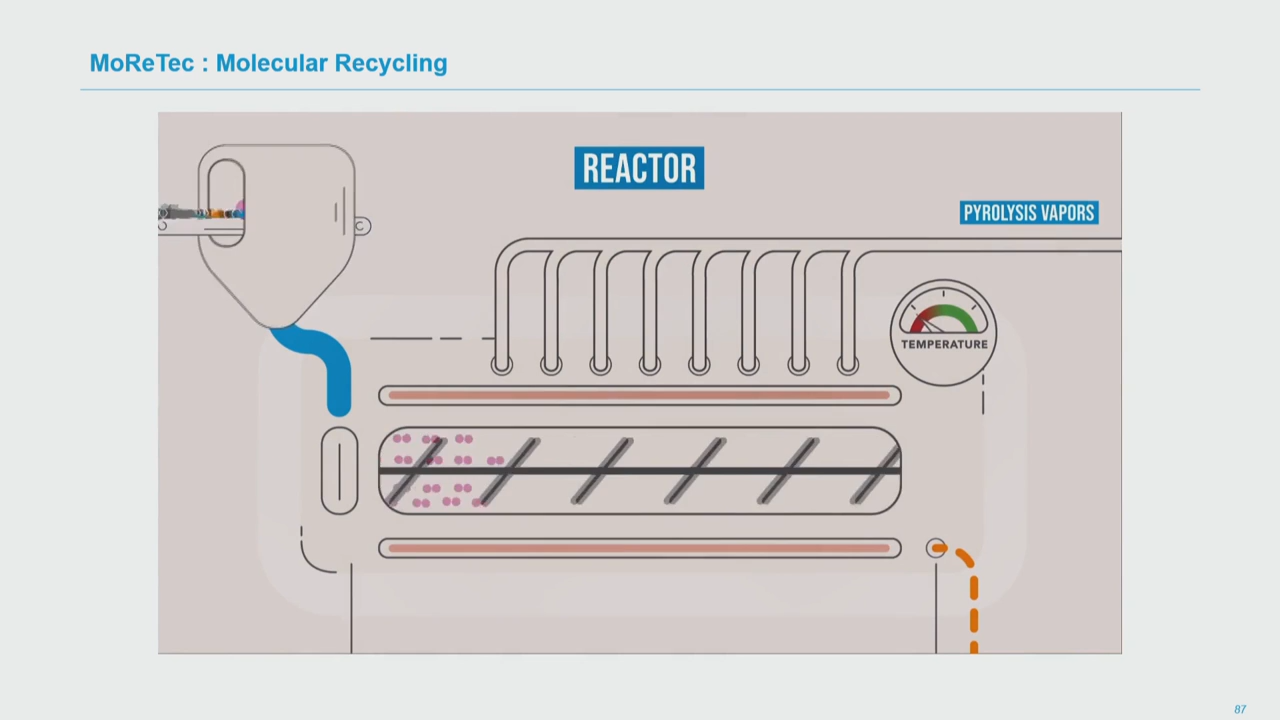 MoReTec : Molecular Recycling
REACTOR
PYROLYSIS VAPORS
TEMPERATURE
87